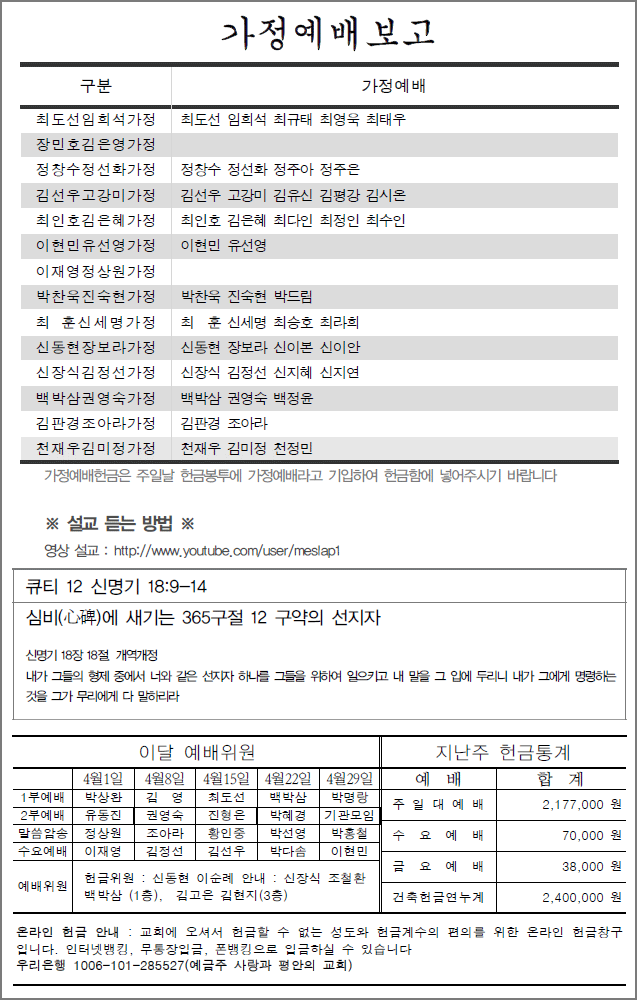 가정예배보고
구분 가정예배
최도선임희석가정 최도선 임희석 최규태 최영욱 최태우
장민호김은영가정
정창수정선화가정 정창수 정선화 정주아 정주은
김선우고강미가정 김선우 고강미 김유신 김평강 김시온
최인호김은혜가정 최인호 김은혜 최다인 최정인 최수인
이현민유선영가정 이현민 유선영
이재영정상원가정
박찬욱진숙현가정 박찬욱 진숙현 박드림
최 훈신세명가정 최 훈 신세명 최승호 최라희
신동현장보라가정 신동현 장보라 신이본 신이안
신장식김정선가정 신장식 김정선 신지혜 신지연
백박삼권영숙가정 백박삼 권영숙 백정윤
김판경조아라가정 김판경 조아라
천재우김미정가정 천재우 김미정 천정민
가정예배헌금은 주일날 헌금봉투에 가정예배라고 기입하여 헌금함에 넣어주시기 바랍니다
※ 설교 듣는 방법 ※
영상 설교 : http://www.youtube.com/user/meslap1
큐티 12 신명기 18:9-14
심비(心碑)에 새기는 365구절 12 구약의 선지자
신명기 18장 18절, 개역개정
내가 그들의 형제 중에서 너와 같은 선지자 하나를 그들을 위하여 일으키고 내 말을 그 입에 두리니 내가 그에게 명령하는
것을 그가 무리에게 다 말하리라
이달 예배위원
4월1일 4월8일 4월15일 4월22일 4월29일
1부예배 박상완 김 영 최도선 백박삼 박명랑
2부예배 유동진 권영숙 진형은 박혜경 기관모임
말씀암송 정상원 조아라 황인중 박선영 박홍철
수요예배 이재영 김정선 김선우 박다솜 이현민
예배위원 헌금위원 : 신동현 이순례 안내 : 신장식 조철환
백박삼 (1층), 김고은 김현지(3층)
지난주 헌금통계
예 배 합 계
주일대예배 2,177,000 원
수 요 예 배 70,000 원
금 요 예 배 38,000 원
건축헌금연누계 2,400,000 원
온라인 헌금 안내 : 교회에 오셔서 헌금할 수 없는 성도와 헌금계수의 편의를 위한 온라인 헌금창구
입니다. 인터넷뱅킹, 무통장입금, 폰뱅킹으로 입금하실 수 있습니다
우리은행 1006-101-285527(예금주 사랑과 평안의 교회)